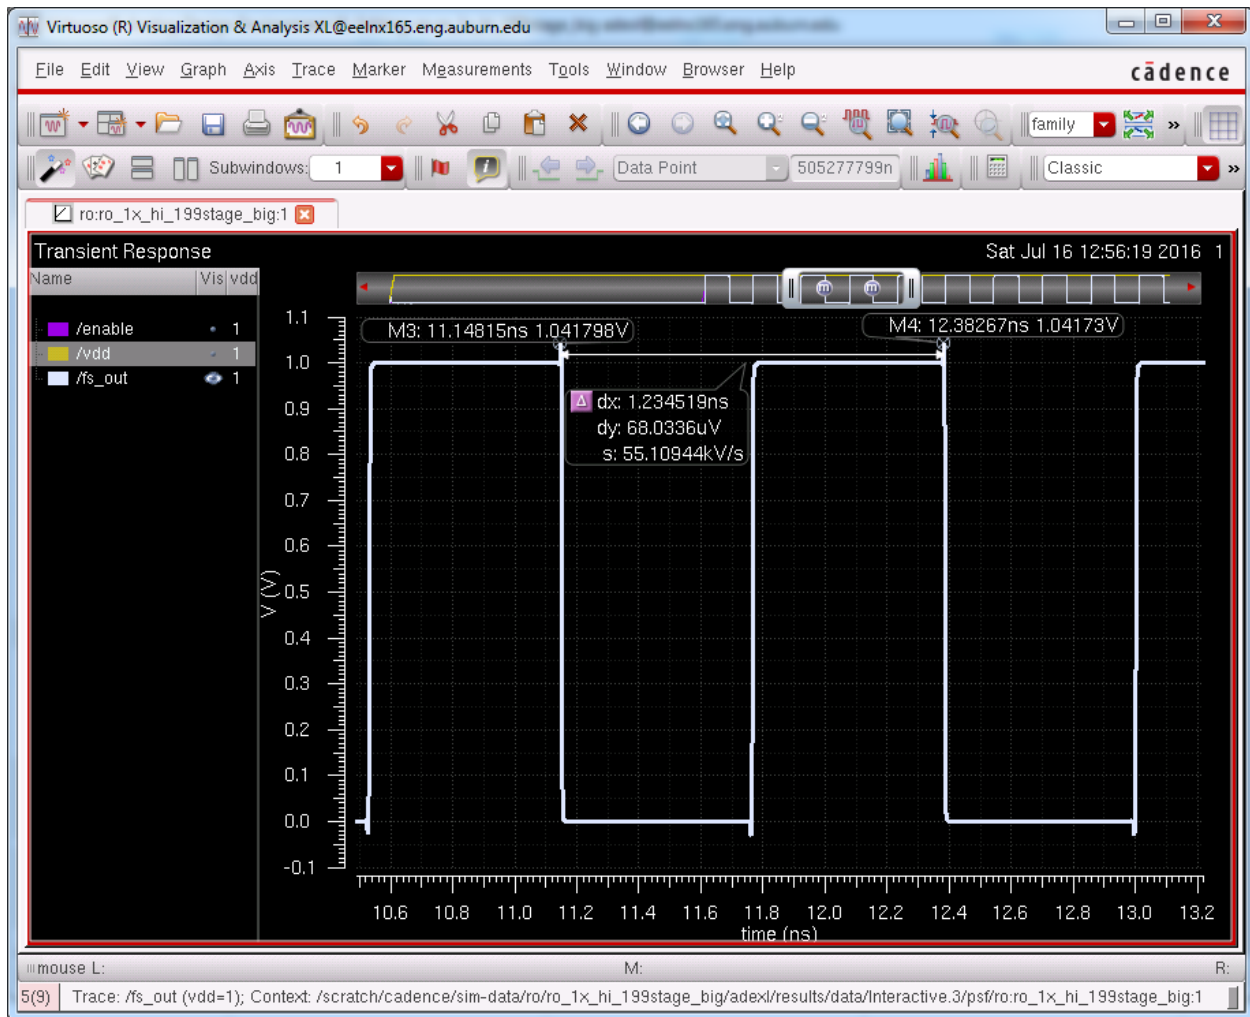 Virtuoso (R) Visualization & Analysis XL@eelnx165.eng.auburn.edu
File Edit View Graph Axis Trace Marker Measurements Tools Window Browser Help cādence
family »
Subwindows: 1 Data Point 505277799n Classic »
ro:ro_1x_hi_199stage_big:1
Transient Response Sat Jul 16 12:56:19 2016 1
Name Vis vdd
/enable 1
/vdd 1
/fs_out 1
m m
M3: 11.14815ns 1.041798V M4: 12.38267ns 1.04173V
Δ dx: 1.234519ns
dy: 68.0336uV
s: 55.10944kV/s
V (V)
1.1
1.0
0.9
0.8
0.7
0.6
0.5
0.4
0.3
0.2
0.1
0.0
-0.1
10.6 10.8 11.0 11.2 11.4 11.6 11.8 12.0 12.2 12.4 12.6 12.8 13.0 13.2
time (ns)
mouse L: M: R:
5(9) Trace: /fs_out (vdd=1); Context: /scratch/cadence/sim-data/ro/ro_1x_hi_199stage_big/adexl/results/data/Interactive.3/psf/ro:ro_1x_hi_199stage_big:1